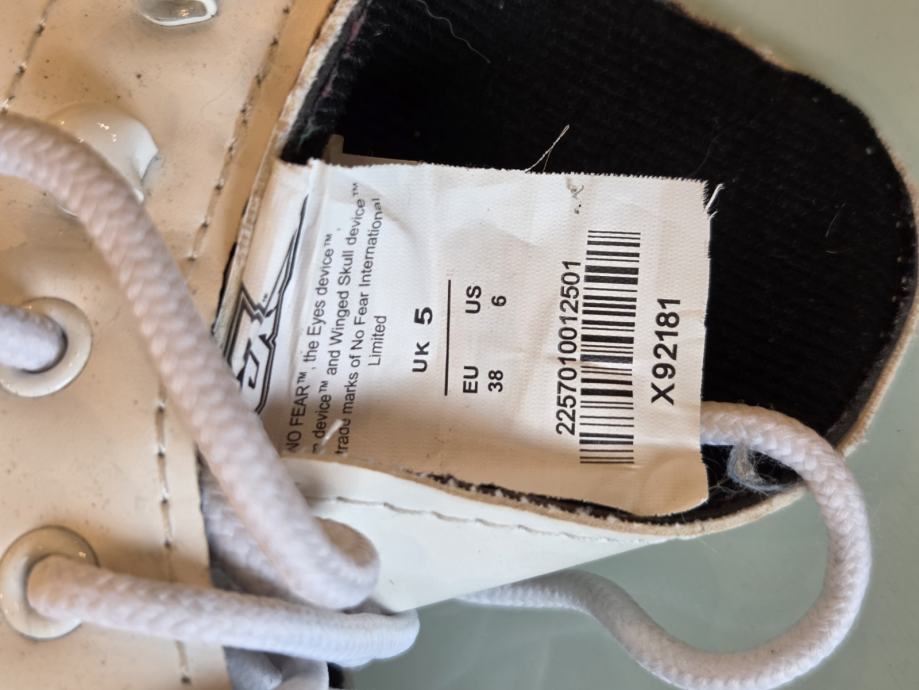 NO FEAR™, the Eyes device™
device™ and Winged Skull device™
trade marks of No Fear International
Limited
UK 5
EU US
38 6
2257010012501
X92181